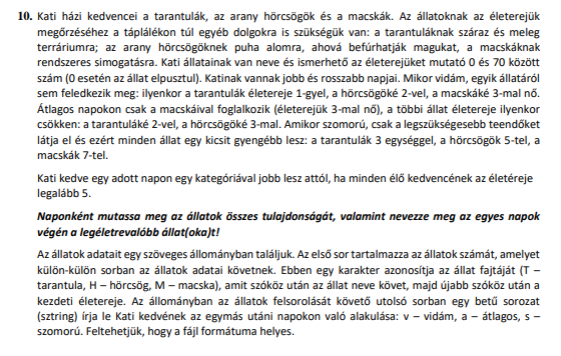 10. Kati házi kedvencei a tarantulák, az arany hörcsögök és a macskák. Az állatoknak az életerejük
megőrzéséhez a táplálékon túl egyéb dolgokra is szükségük van: a tarantuláknak száraz és meleg
terráriumra; az arany hörcsögöknek puha alomra, ahová befúrhatják magukat, a macskáknak
rendszeres simogatásra. Kati állatainak van neve és ismerhető az életerejüket mutató 0 és 70 között
szám (0 esetén az állat elpusztul). Katinak vannak jobb és rosszabb napjai. Mikor vidám, egyik állatáról
sem feledkezik meg: ilyenkor a tarantulák életereje 1-gyel, a hörcsögöké 2-vel, a macskáké 3-mal nő.
Átlagos napokon csak a macskáival foglalkozik (életerejük 3-mal nő), a többi állat életereje ilyenkor
csökken: a tarantuláké 2-vel, a hörcsögöké 3-mal. Amikor szomorú, csak a legszükségesebb teendőket
látja el és ezért minden állat egy kicsit gyengébb lesz: a tarantulák 3 egységgel, a hörcsögök 5-tel, a
macskák 7-tel.
Kati kedve egy adott napon egy kategóriával jobb lesz attól, ha minden élő kedvencének az életéreje
legalább 5.
Naponként mutassa meg az állatok összes tulajdonságát, valamint nevezze meg az egyes napok
végén a legéletrevalóbb állat(oka)t!
Az állatok adatait egy szöveges állományban találjuk. Az első sor tartalmazza az állatok számát, amelyet
külön-külön sorban az állatok adatai követnek. Ebben egy karakter azonosítja az állat fajtáját (T –
tarantula, H – hörcsög, M – macska), amit szóköz után az állat neve követ, majd újabb szóköz után a
kezdeti életereje. Az állományban az állatok felsorolását követő utolsó sorban egy betű sorozat
(sztring) írja le Kati kedvének az egymás utáni napokon való alakulása: v – vidám, a – átlagos, s –
szomorú. Feltehetjük, hogy a fájl formátuma helyes.